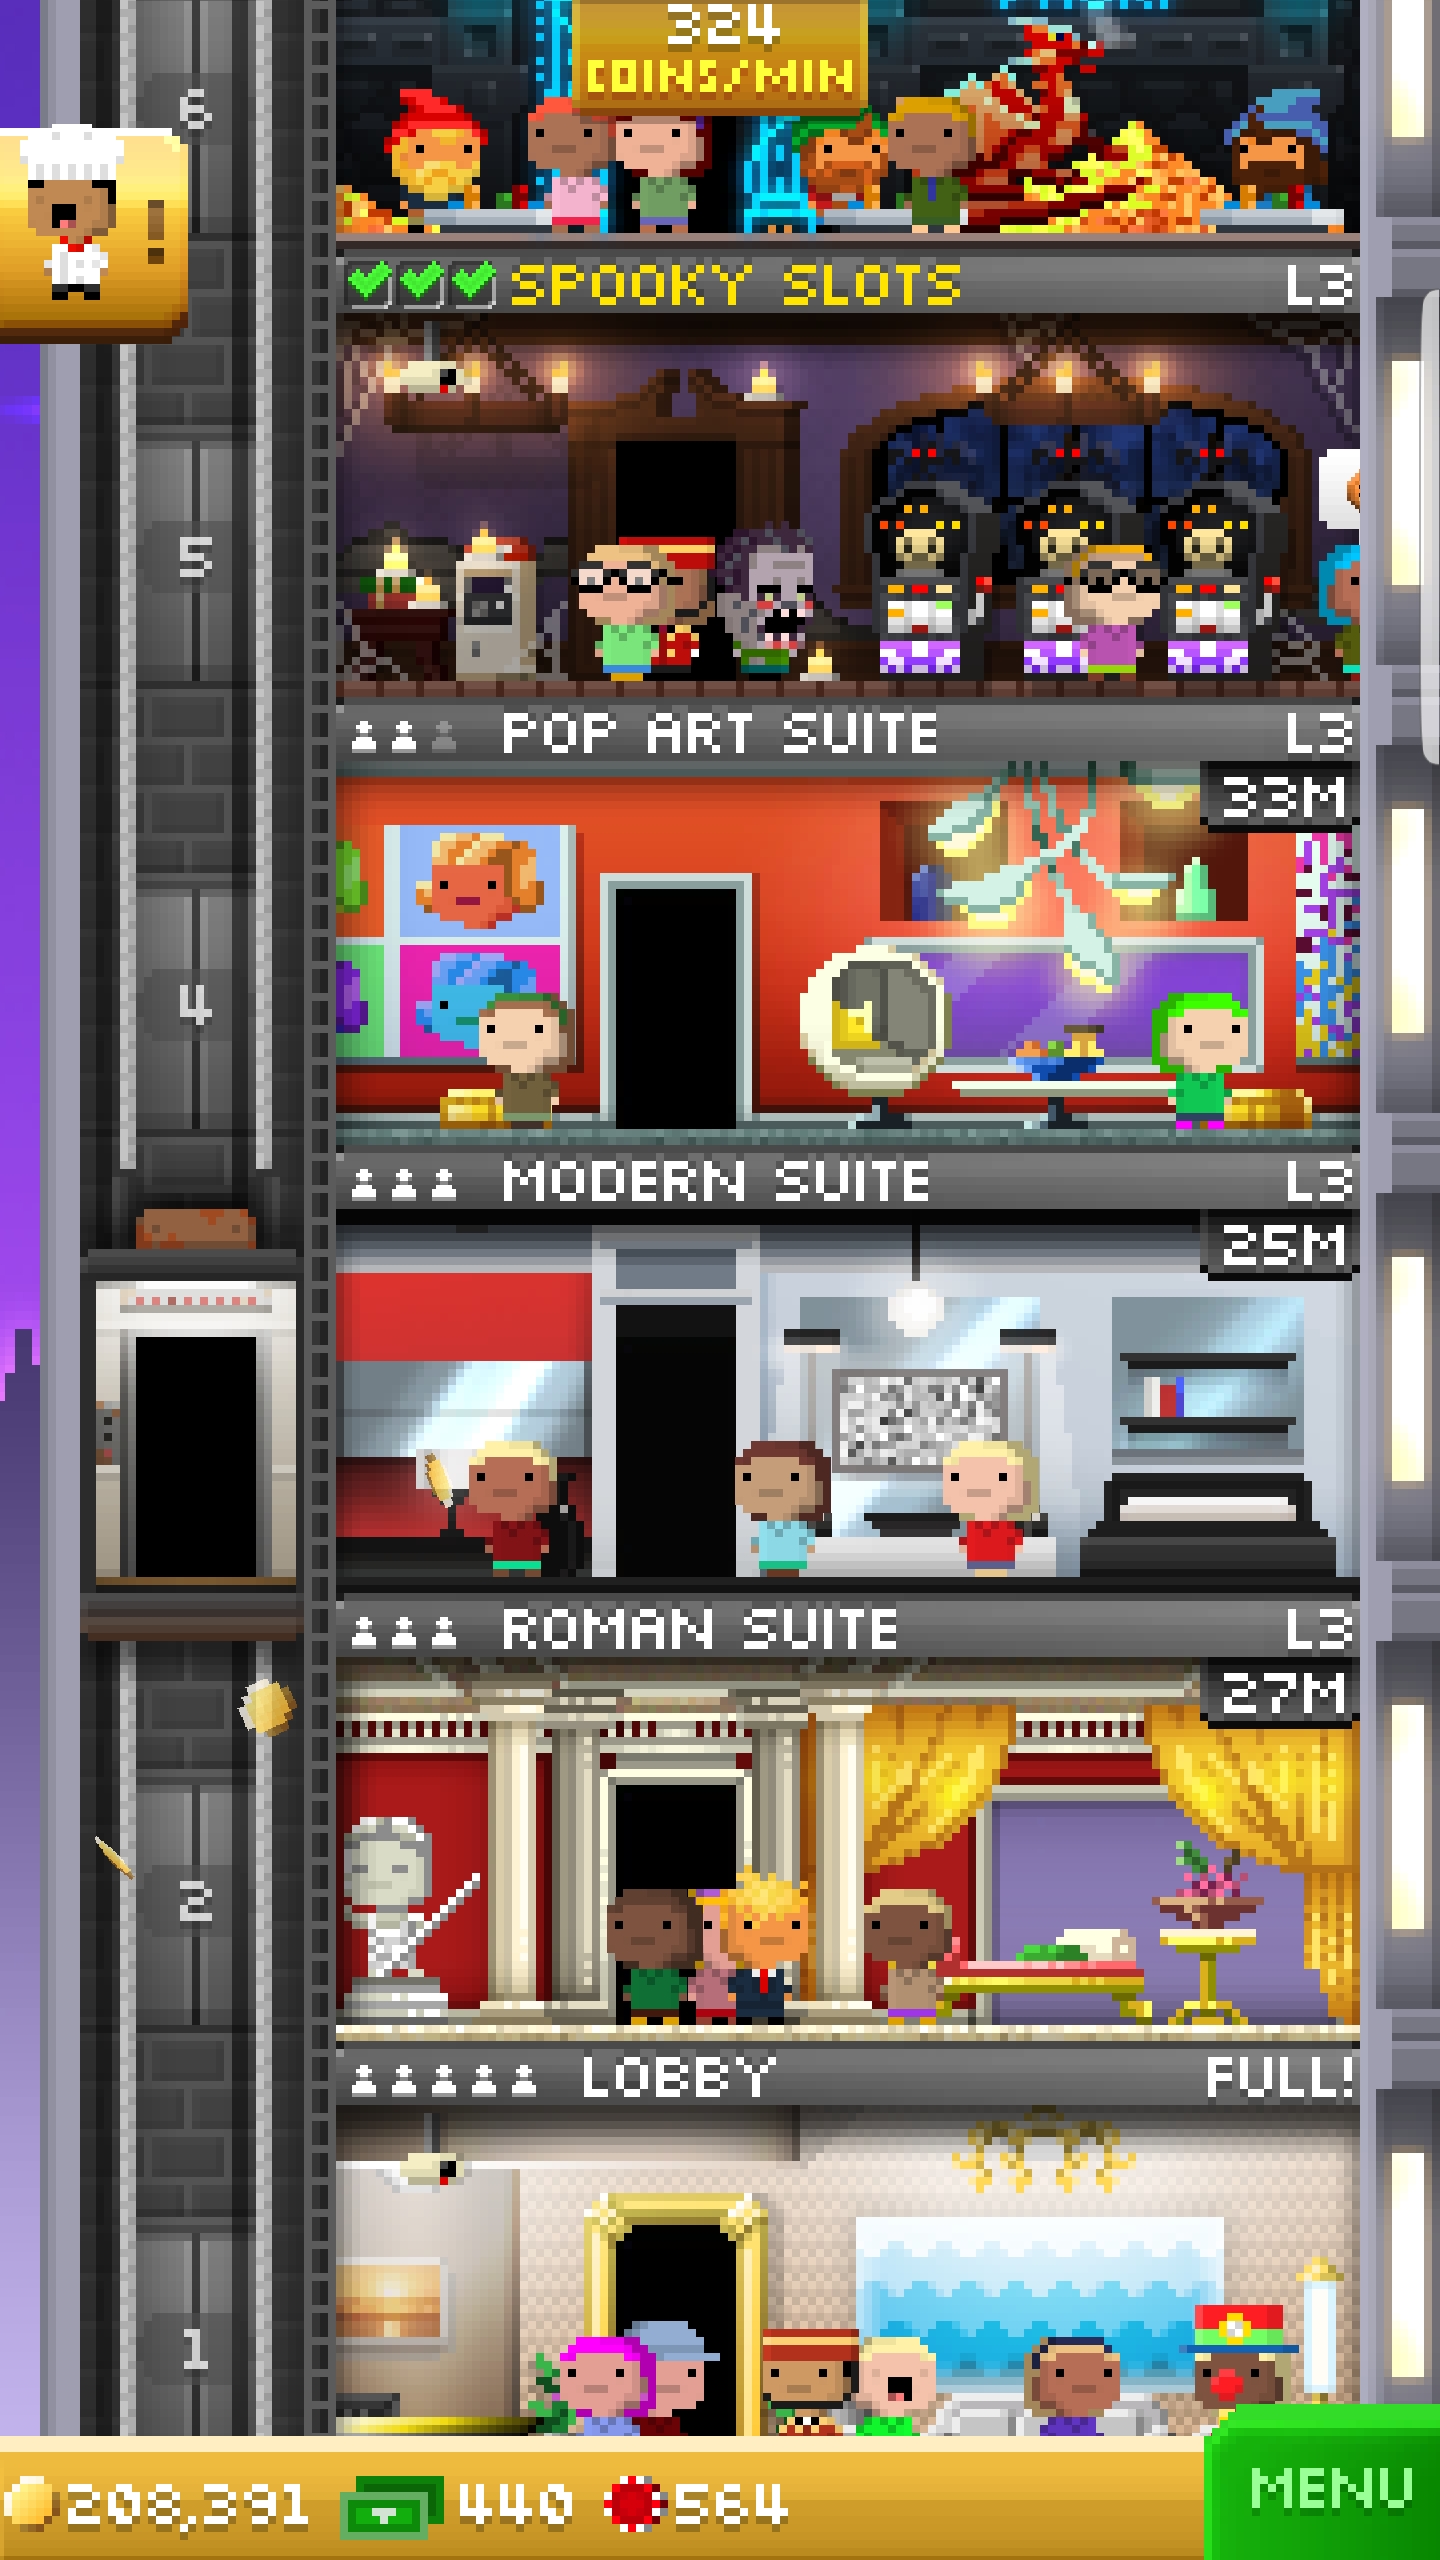 324
COINS/MIN
6
!
SPOOKY SLOTS L3
5
POP ART SUITE L3
33M
4
MODERN SUITE L3
25M
ROMAN SUITE L3
27M
2
LOBBY FULL!
1
208,391 440 564 MENU